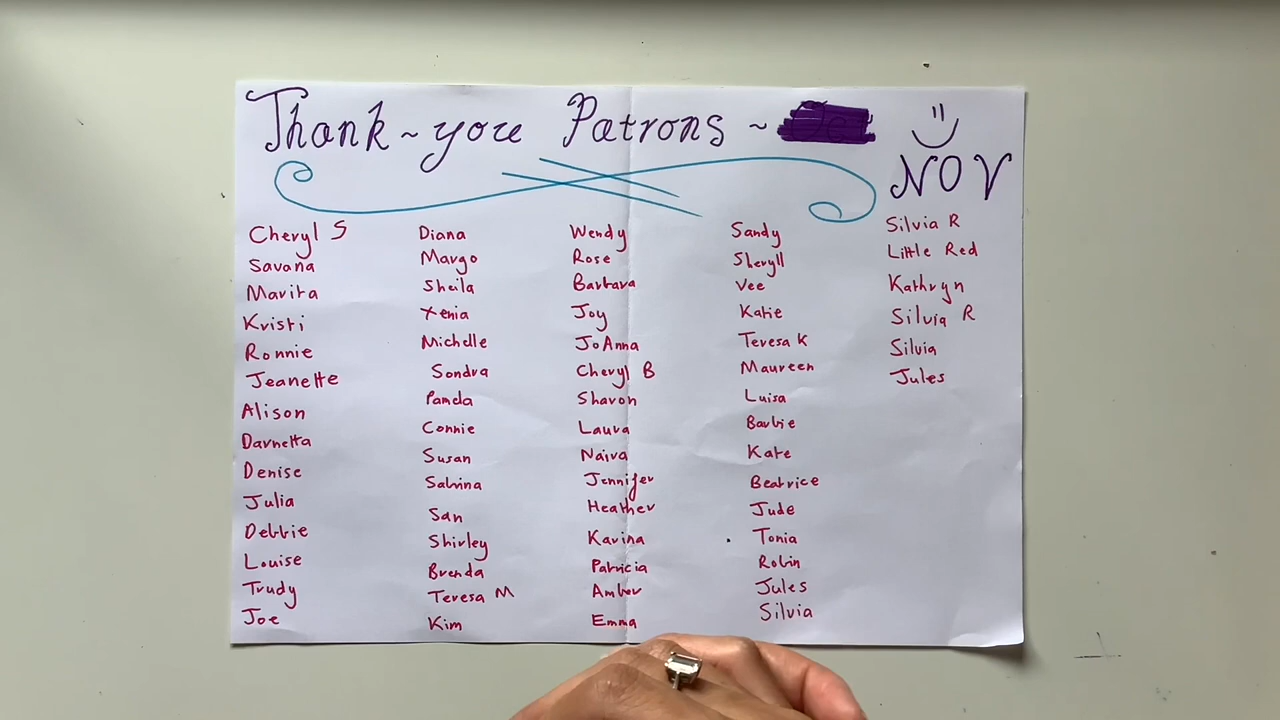 Thank~you Patrons ~
NOV
Cheryl S
Savana
Marita
Kristi
Ronnie
Jeanette
Alison
Darnetta
Denise
Julia
Debbie
Louise
Trudy
Joe
Diana
Margo
Sheila
Xenia
Michelle
Sondra
Pamela
Connie
Susan
Sabrina
San
Shirley
Brenda
Teresa M
Kim
Wendy
Rose
Barbara
Joy
JoAnna
Cheryl B
Sharon
Laura
Naira
Jennifer
Heather
Karina
Patricia
Amber
Emma
Sandy
Sheryll
Vee
Katie
Teresa K
Maureen
Luisa
Barbie
Kate
Beatrice
Jude
Tonia
Robin
Jules
Silvia
Silvia R
Little Red
Kathryn
Silvia R
Silvia
Jules